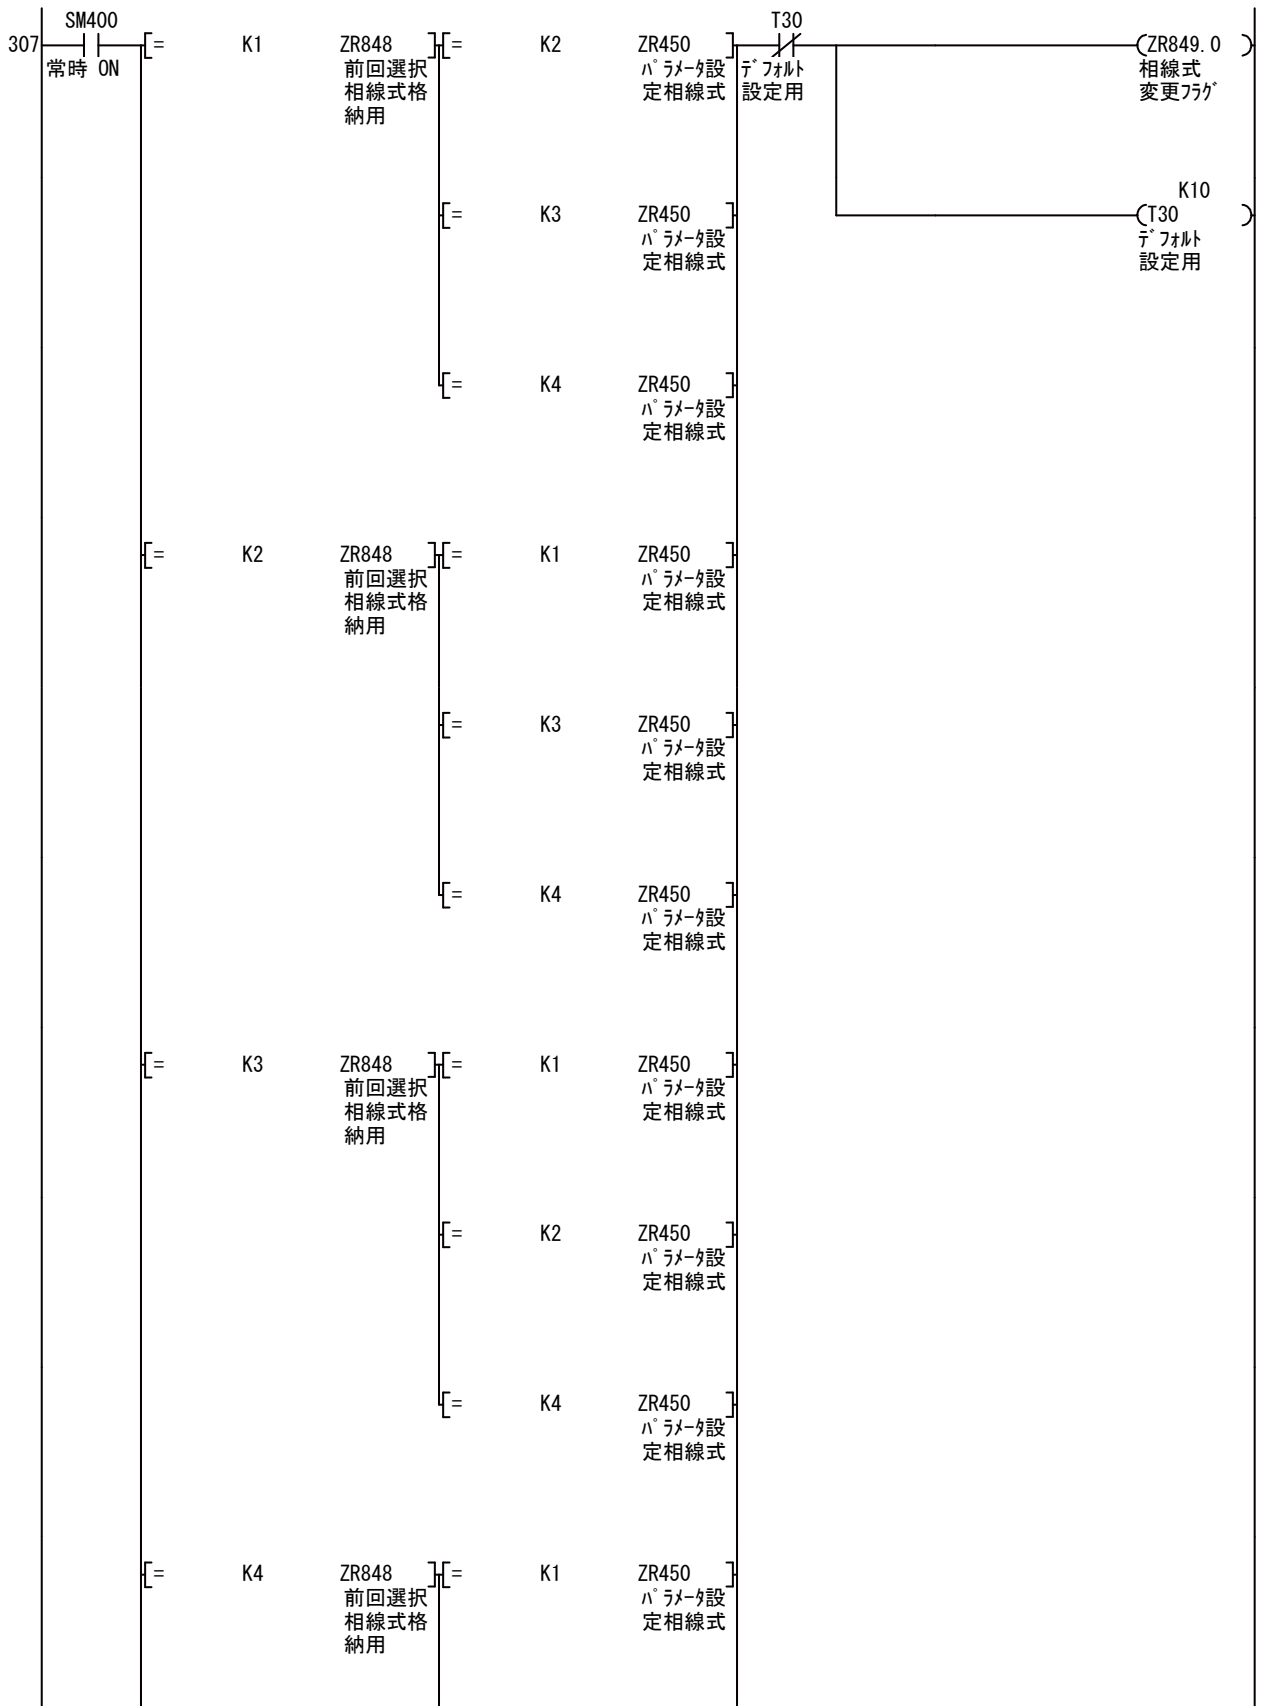 SM400 T30
307 [= K1 ZR848 ][= K2 ZR450 ] (ZR849.0 )
常時 ON 前回選択 ﾊﾟﾗﾒｰﾀ設 ﾃﾞﾌｫﾙﾄ 相線式
相線式格 定相線式 設定用 変更ﾌﾗｸﾞ
納用
K10
[= K3 ZR450 ] (T30 )
ﾊﾟﾗﾒｰﾀ設 ﾃﾞﾌｫﾙﾄ
定相線式 設定用
[= K4 ZR450 ]
ﾊﾟﾗﾒｰﾀ設
定相線式
[= K2 ZR848 ][= K1 ZR450 ]
前回選択 ﾊﾟﾗﾒｰﾀ設
相線式格 定相線式
納用
[= K3 ZR450 ]
ﾊﾟﾗﾒｰﾀ設
定相線式
[= K4 ZR450 ]
ﾊﾟﾗﾒｰﾀ設
定相線式
[= K3 ZR848 ][= K1 ZR450 ]
前回選択 ﾊﾟﾗﾒｰﾀ設
相線式格 定相線式
納用
[= K2 ZR450 ]
ﾊﾟﾗﾒｰﾀ設
定相線式
[= K4 ZR450 ]
ﾊﾟﾗﾒｰﾀ設
定相線式
[= K4 ZR848 ][= K1 ZR450 ]
前回選択 ﾊﾟﾗﾒｰﾀ設
相線式格 定相線式
納用